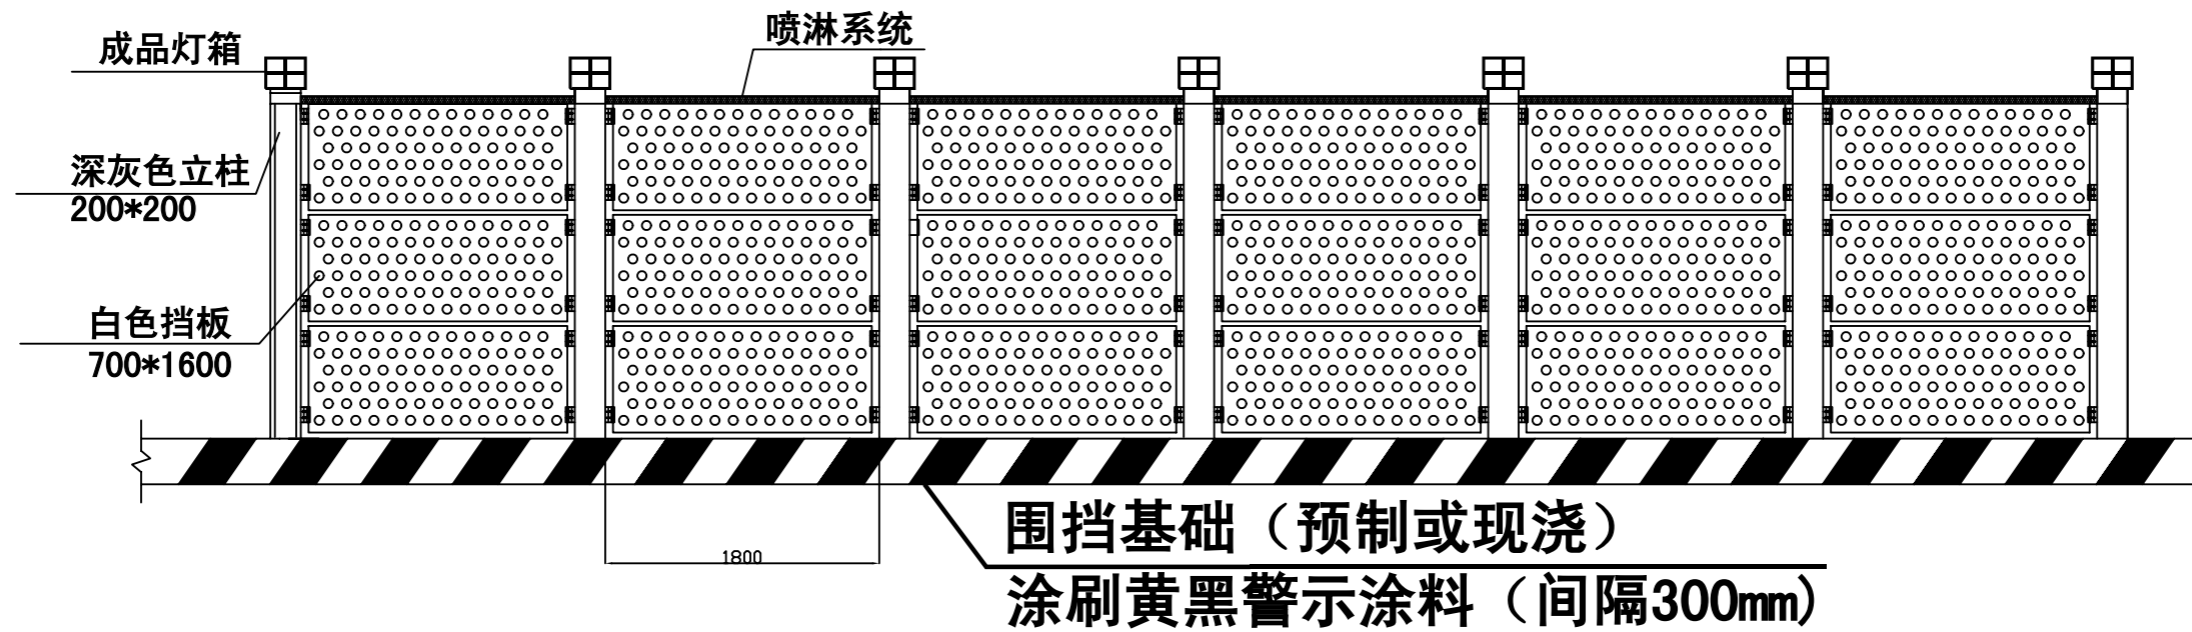 喷淋系统
成品灯箱
深灰色立柱
200*200
白色挡板
700*1600
1800
围挡基础（预制或现浇）
涂刷黄黑警示涂料（间隔300mm)